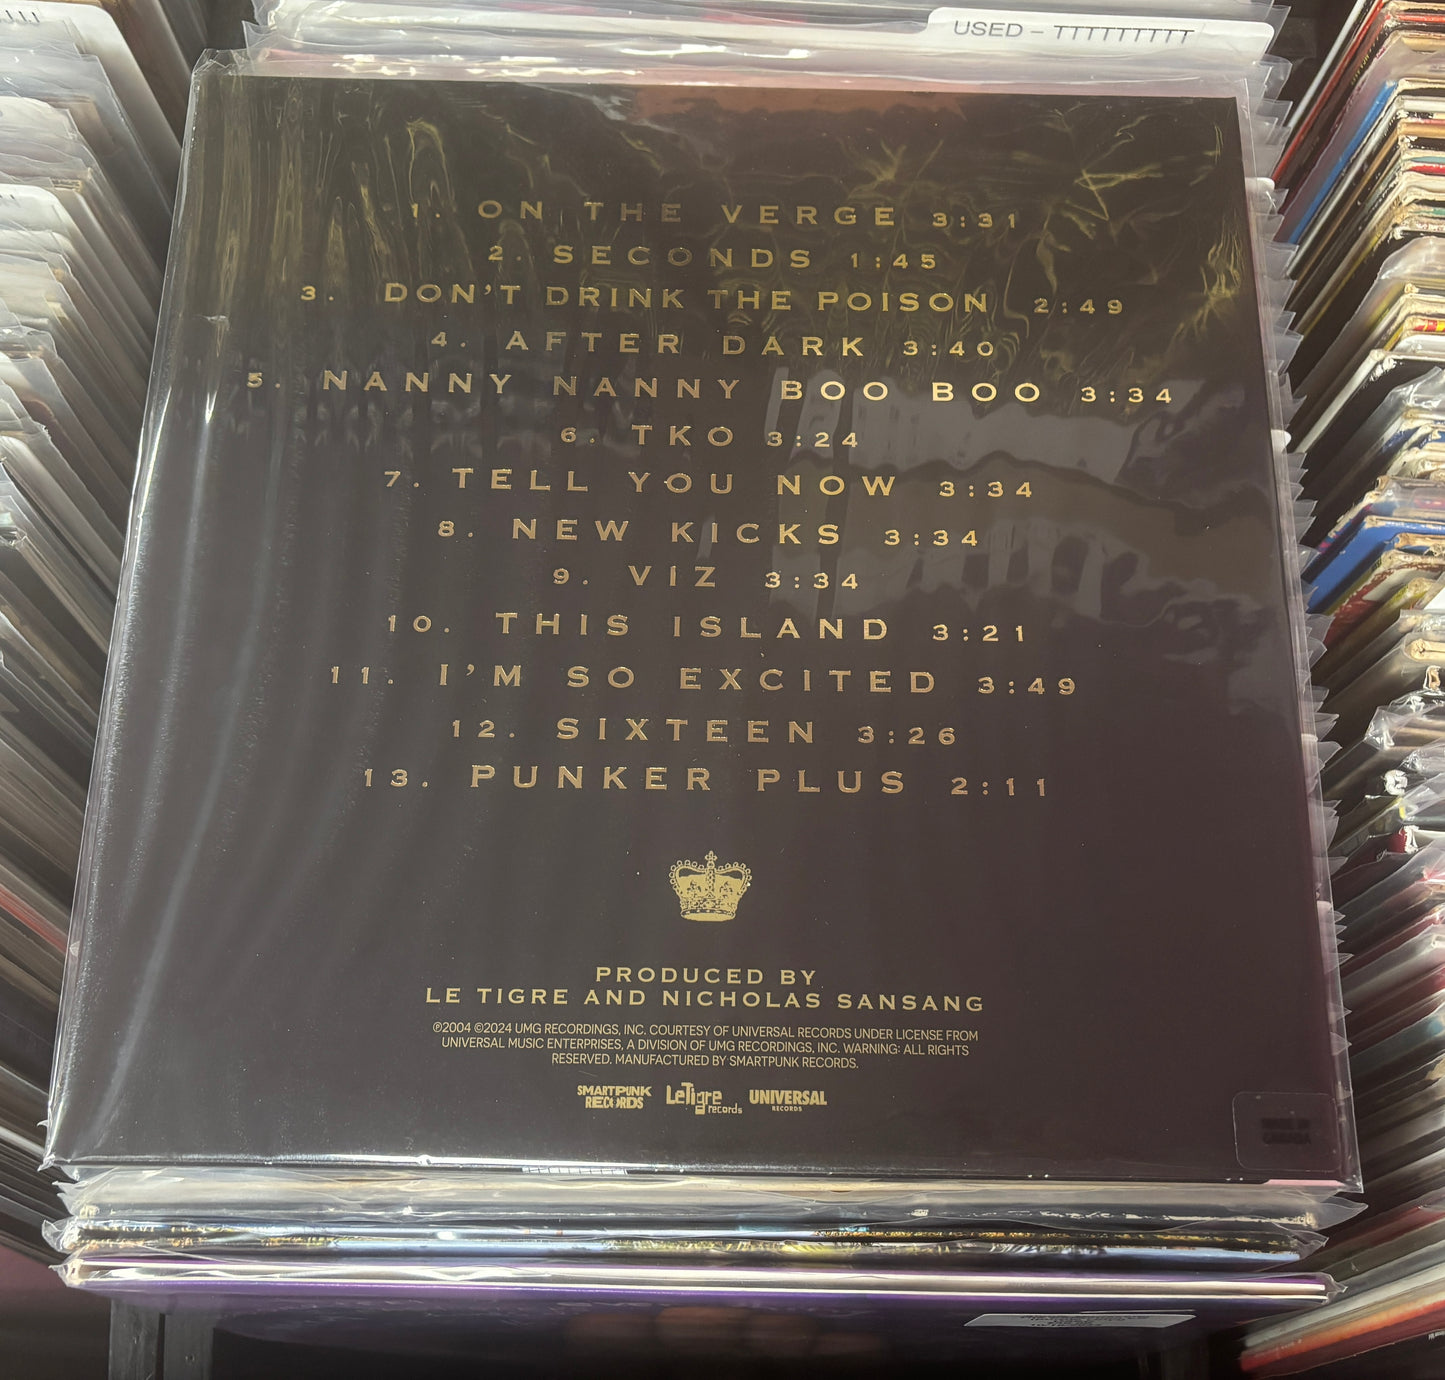 USED – TTTTTTTTT
1. ON THE VERGE 3:31
2. SECONDS 1:45
3. DON'T DRINK THE POISON 2:49
4. AFTER DARK 3:40
5. NANNY NANNY BOO BOO 3:34
6. TKO 3:24
7. TELL YOU NOW 3:34
8. NEW KICKS 3:34
9. VIZ 3:34
10. THIS ISLAND 3:21
11. I'M SO EXCITED 3:49
12. SIXTEEN 3:26
13. PUNKER PLUS 2:11
PRODUCED BY
LE TIGRE AND NICHOLAS SANSANG
℗2004 ©2024 UMG RECORDINGS, INC. COURTESY OF UNIVERSAL RECORDS UNDER LICENSE FROM
UNIVERSAL MUSIC ENTERPRISES, A DIVISION OF UMG RECORDINGS, INC. WARNING: ALL RIGHTS
RESERVED. MANUFACTURED BY SMARTPUNK RECORDS.
SMARTPUNK RECORDS LeTigre records UNIVERSAL RECORDS
MADE IN
CANADA